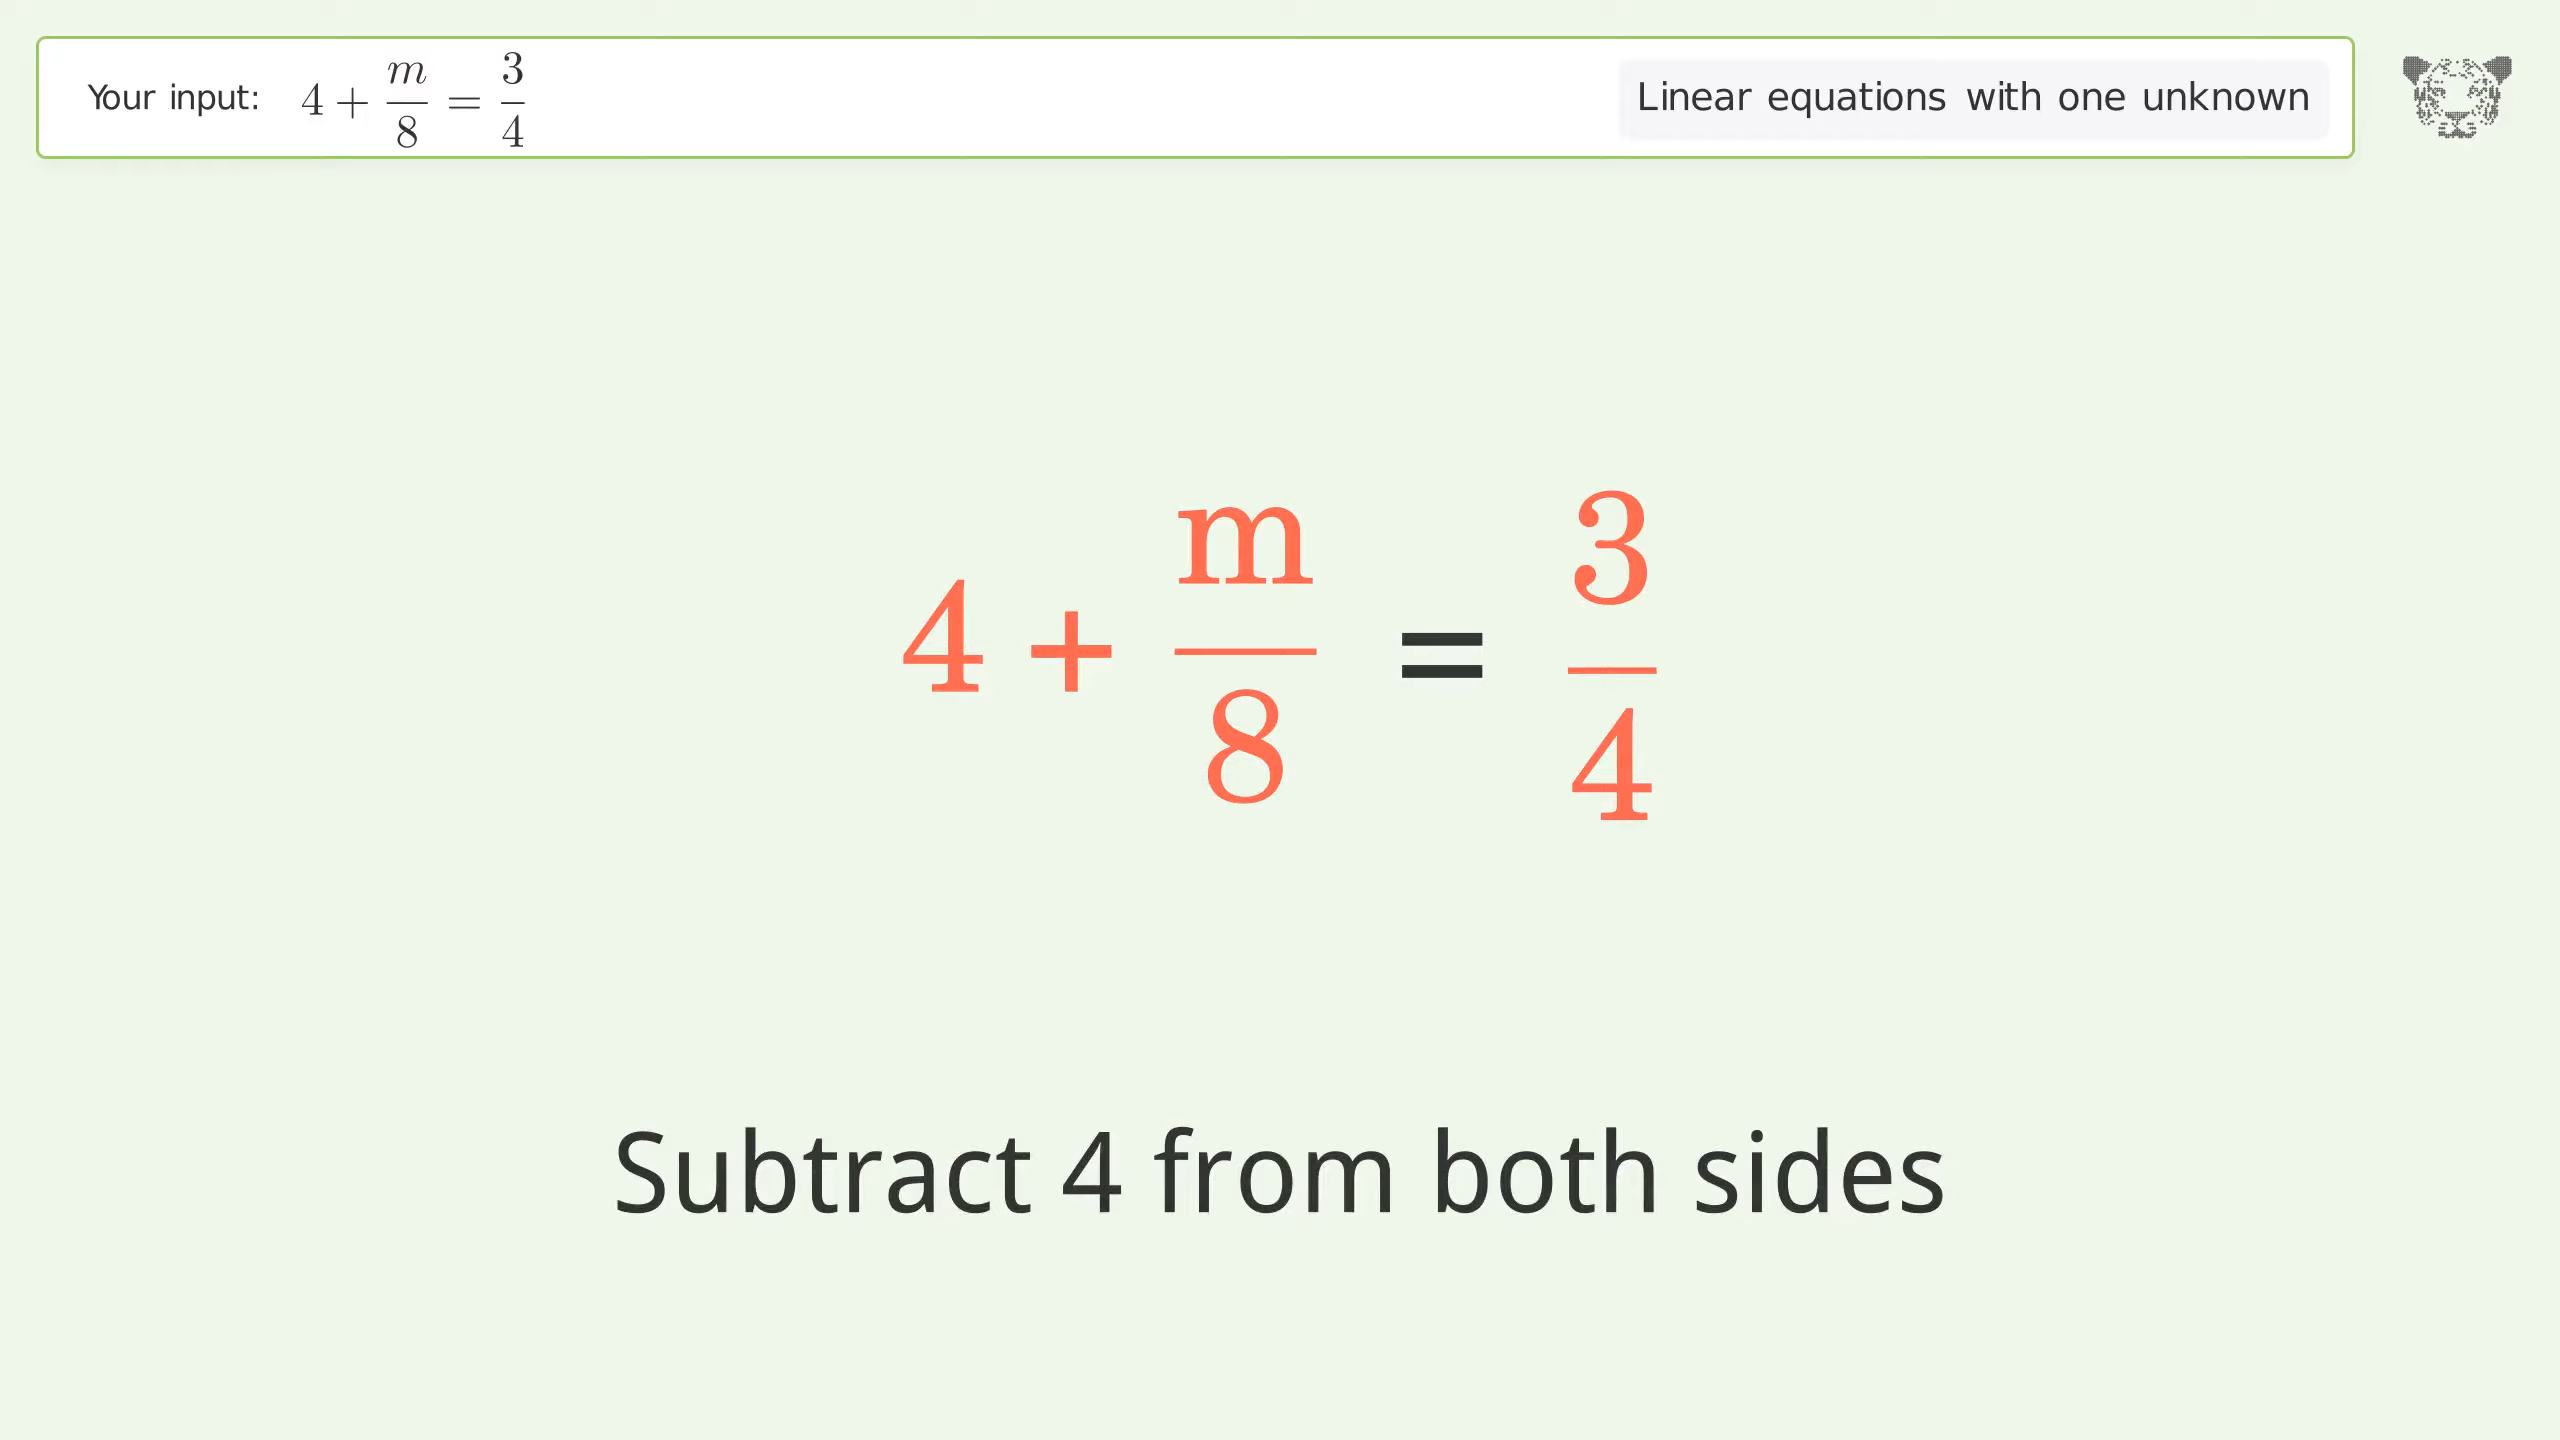 Your input: 4 + m/8 = 3/4
Linear equations with one unknown
4 + m/8 = 3/4
Subtract 4 from both sides